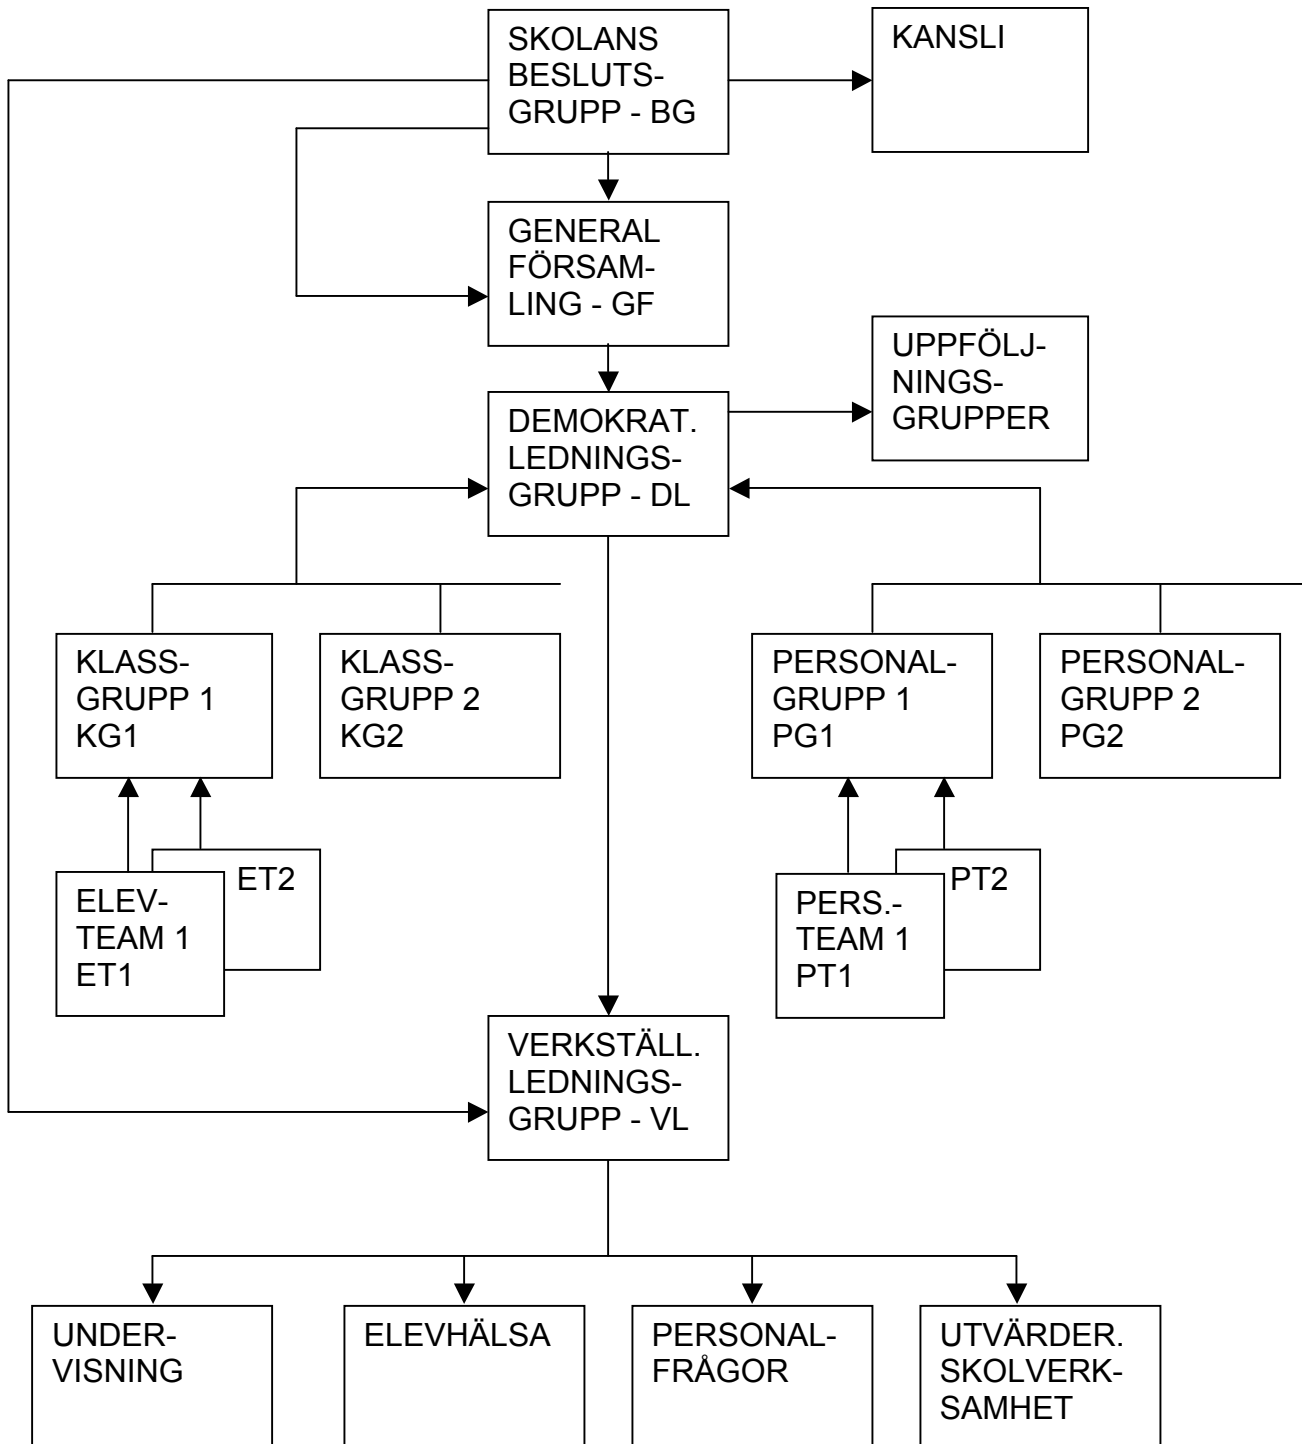 SKOLANS
BESLUTS-
GRUPP - BG
KANSLI
GENERAL
FÖRSAM-
LING - GF
UPPFÖLJ-
NINGS-
GRUPPER
DEMOKRAT.
LEDNINGS-
GRUPP - DL
KLASS-
GRUPP 1
KG1
KLASS-
GRUPP 2
KG2
PERSONAL-
GRUPP 1
PG1
PERSONAL-
GRUPP 2
PG2
ET2
ELEV-
TEAM 1
ET1
PT2
PERS.-
TEAM 1
PT1
VERKSTÄLL.
LEDNINGS-
GRUPP - VL
UNDER-
VISNING
ELEVHÄLSA
PERSONAL-
FRÅGOR
UTVÄRDER.
SKOLVERK-
SAMHET